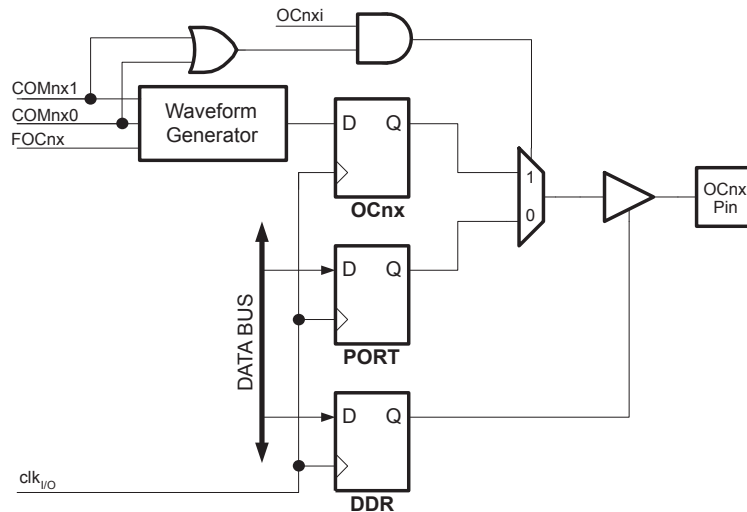 OCnxi
COMnx1
COMnx0
FOCnx
Waveform
Generator
D Q
OCnx
1
0
OCnx
Pin
DATA BUS
D Q
PORT
D Q
DDR
clkI/O